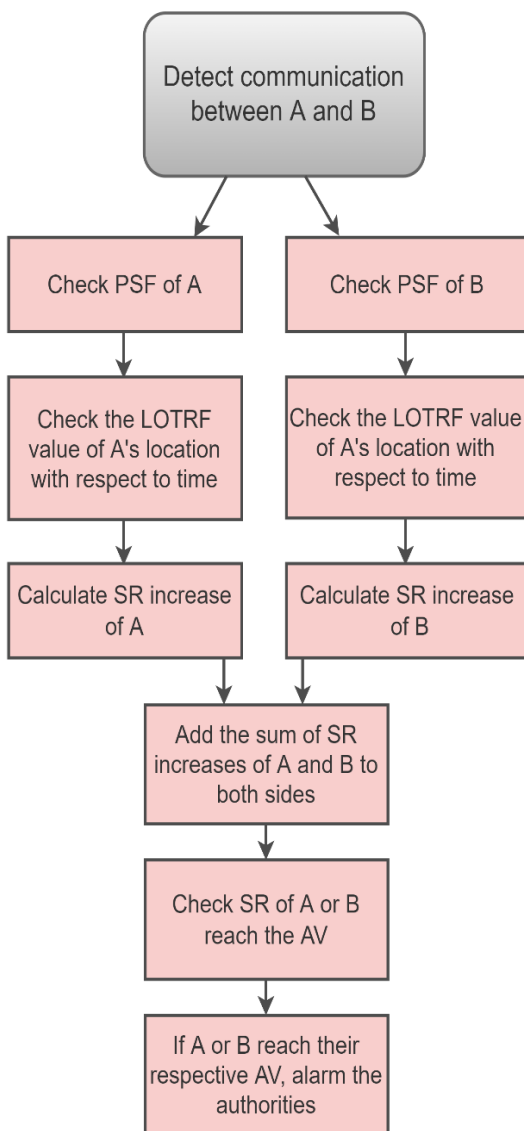 Detect communication
between A and B
Check PSF of A
Check PSF of B
Check the LOTRF
value of A's location
with respect to time
Check the LOTRF value
of A's location with
respect to time
Calculate SR increase
of A
Calculate SR increase
of B
Add the sum of SR
increases of A and B to
both sides
Check SR of A or B
reach the AV
If A or B reach their
respective AV, alarm the
authorities